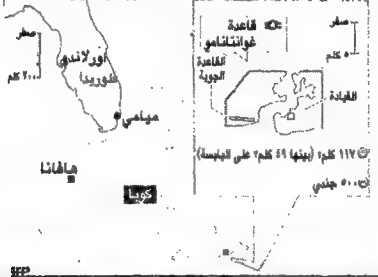 صفر
٢٠٠ كلم
أورلاندو
(فلوريدا)
ميامي
هافانا
كوبا
قاعدة
غوانتانامو
القاعدة
الجوية
القيادة
صفر
٥ كلم
١١٧ كلم٢ (بينها ٤٩ كلم٢ على اليابسة)
٥٠٠ جندي